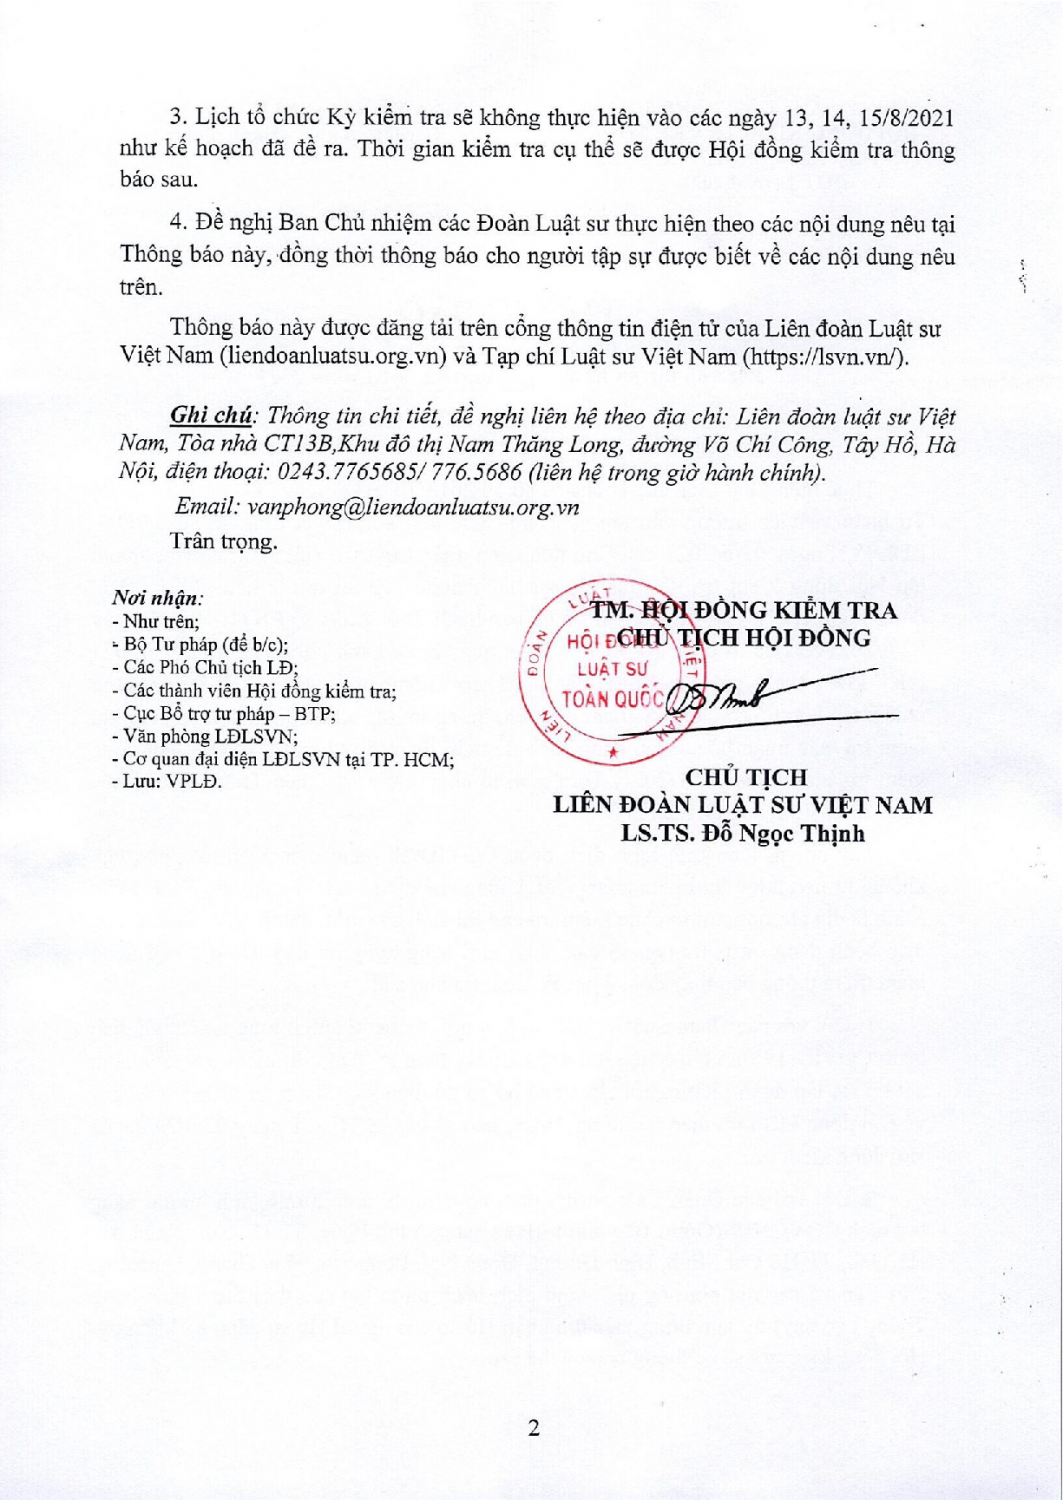 3. Lịch tổ chức Kỳ kiểm tra sẽ không thực hiện vào các ngày 13, 14, 15/8/2021
như kế hoạch đã đề ra. Thời gian kiểm tra cụ thể sẽ được Hội đồng kiểm tra thông
báo sau.
4. Đề nghị Ban Chủ nhiệm các Đoàn Luật sư thực hiện theo các nội dung nêu tại
Thông báo này, đồng thời thông báo cho người tập sự được biết về các nội dung nêu
trên.
Thông báo này được đăng tải trên cổng thông tin điện tử của Liên đoàn Luật sư
Việt Nam (liendoanluatsu.org.vn) và Tạp chí Luật sư Việt Nam (https://lsvn.vn/).
Ghi chú: Thông tin chi tiết, đề nghị liên hệ theo địa chỉ: Liên đoàn luật sư Việt
Nam, Tòa nhà CT13B,Khu đô thị Nam Thăng Long, đường Võ Chí Công, Tây Hồ, Hà
Nội, điện thoại: 0243.7765685/ 776.5686 (liên hệ trong giờ hành chính).
Email: vanphong@liendoanluatsu.org.vn
Trân trọng.
Nơi nhận:
- Như trên;
- Bộ Tư pháp (để b/c);
- Các Phó Chủ tịch LĐ;
- Các thành viên Hội đồng kiểm tra;
- Cục Bổ trợ tư pháp – BTP;
- Văn phòng LĐLSVN;
- Cơ quan đại diện LĐLSVN tại TP. HCM;
- Lưu: VPLĐ.
TM. HỘI ĐỒNG KIỂM TRA
CHỦ TỊCH HỘI ĐỒNG
LIÊN ĐOÀN LUẬT SƯ VIỆT NAM
HỘI ĐỒNG
LUẬT SƯ
TOÀN QUỐC
CHỦ TỊCH
LIÊN ĐOÀN LUẬT SƯ VIỆT NAM
LS.TS. Đỗ Ngọc Thịnh
2